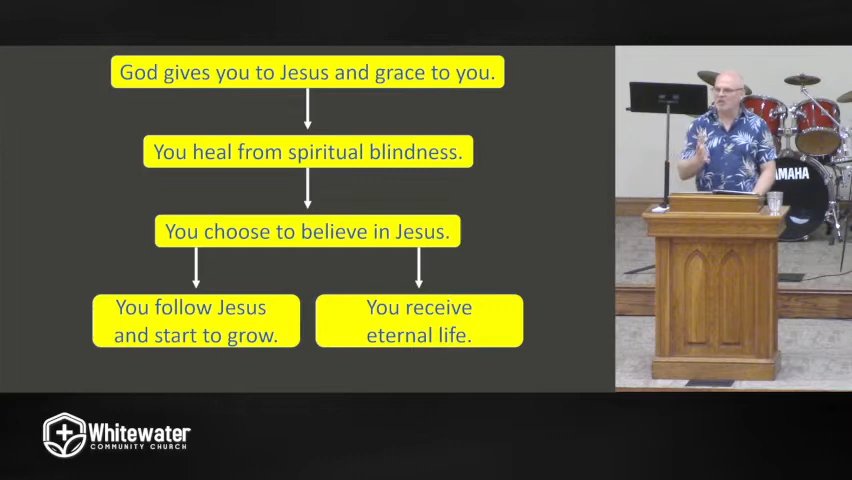 God gives you to Jesus and grace to you.
You heal from spiritual blindness.
You choose to believe in Jesus.
You follow Jesus
and start to grow.
You receive
eternal life.
YAMAHA
Whitewater
COMMUNITY CHURCH